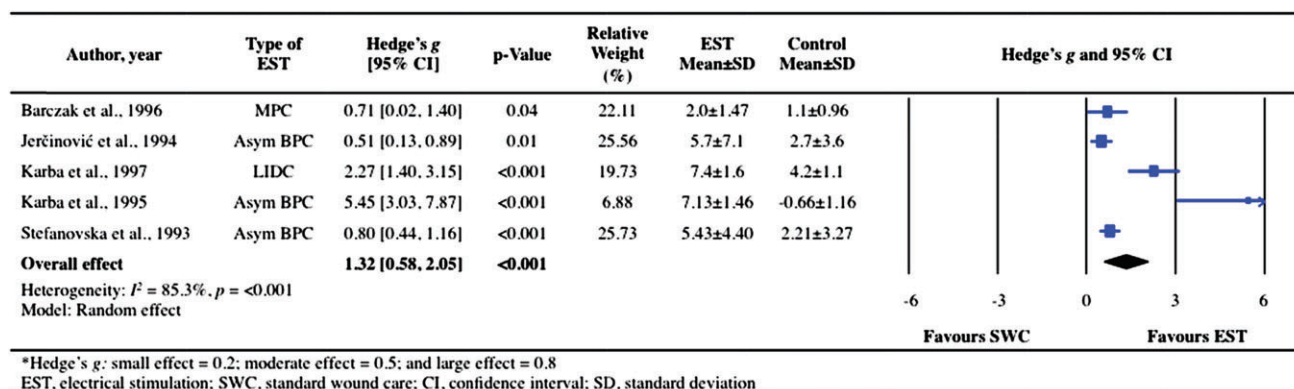 Author, year Type of EST Hedge's g [95% CI] p-Value Relative Weight (%) EST Mean±SD Control Mean±SD Hedge's g and 95% CI
Barczak et al., 1996 MPC 0.71 [0.02, 1.40] 0.04 22.11 2.0±1.47 1.1±0.96
Jerčinović et al., 1994 Asym BPC 0.51 [0.13, 0.89] 0.01 25.56 5.7±7.1 2.7±3.6
Karba et al., 1997 LIDC 2.27 [1.40, 3.15] <0.001 19.73 7.4±1.6 4.2±1.1
Karba et al., 1995 Asym BPC 5.45 [3.03, 7.87] <0.001 6.88 7.13±1.46 -0.66±1.16
Stefanovska et al., 1993 Asym BPC 0.80 [0.44, 1.16] <0.001 25.73 5.43±4.40 2.21±3.27
Overall effect 1.32 [0.58, 2.05] <0.001
Heterogeneity: I² = 85.3%, p = <0.001
Model: Random effect
-6 -3 0 3 6
Favours SWC Favours EST
*Hedge's g: small effect = 0.2; moderate effect = 0.5; and large effect = 0.8
EST, electrical stimulation; SWC, standard wound care; CI, confidence interval; SD, standard deviation